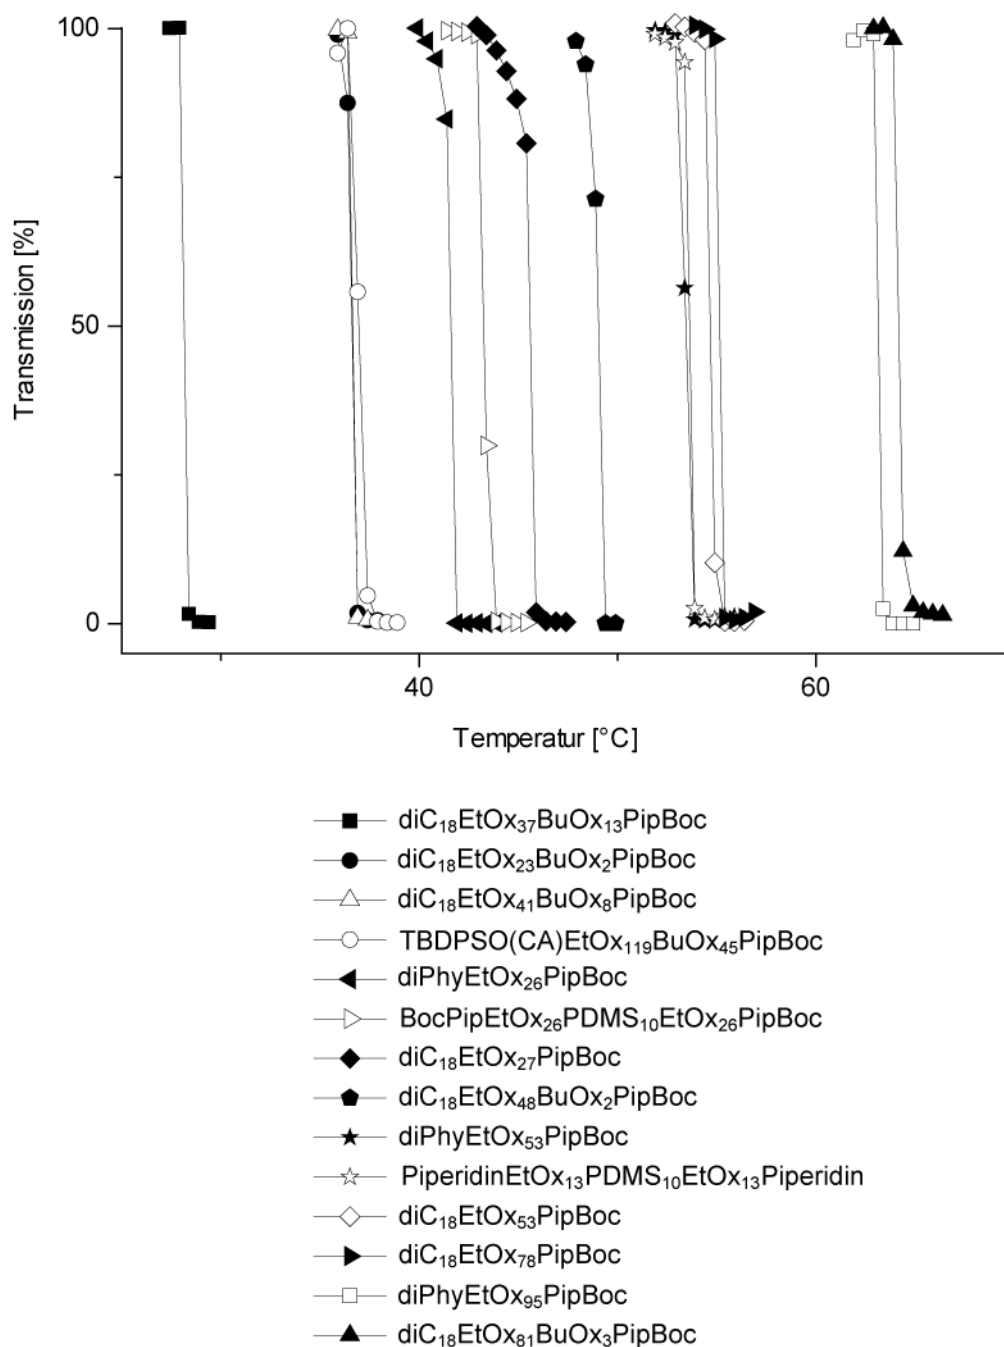 100
50
0
Transmission [%]
40
60
Temperatur [°C]
diC₁₈EtOx₃₇BuOx₁₃PipBoc
diC₁₈EtOx₂₃BuOx₂PipBoc
diC₁₈EtOx₄₁BuOx₈PipBoc
TBDPSO(CA)EtOx₁₁₉BuOx₄₅PipBoc
diPhyEtOx₂₆PipBoc
BocPipEtOx₂₆PDMS₁₀EtOx₂₆PipBoc
diC₁₈EtOx₂₇PipBoc
diC₁₈EtOx₄₈BuOx₂PipBoc
diPhyEtOx₅₃PipBoc
PiperidinEtOx₁₃PDMS₁₀EtOx₁₃Piperidin
diC₁₈EtOx₅₃PipBoc
diC₁₈EtOx₇₈PipBoc
diPhyEtOx₉₅PipBoc
diC₁₈EtOx₈₁BuOx₃PipBoc